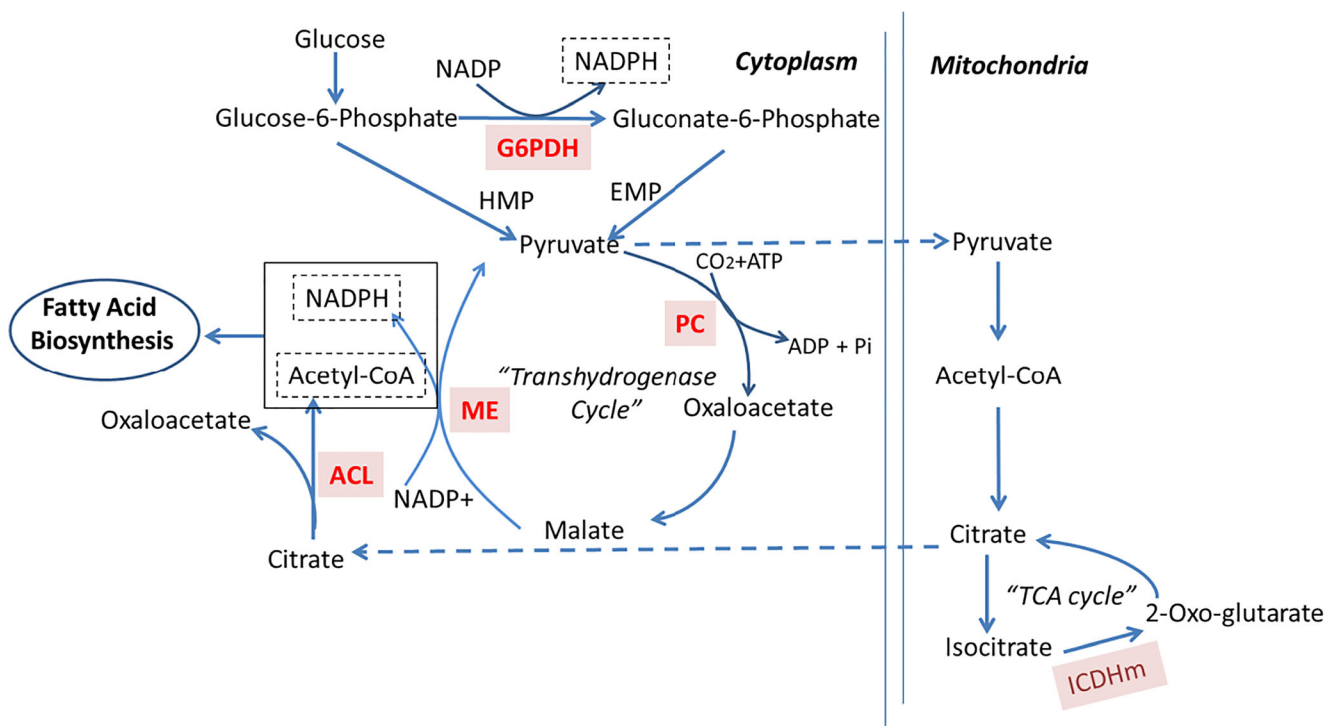 Glucose
NADP
NADPH
Cytoplasm
Mitochondria
Glucose-6-Phosphate
Gluconate-6-Phosphate
G6PDH
HMP
EMP
Pyruvate
Pyruvate
CO2+ATP
NADPH
Fatty Acid
Biosynthesis
PC
ADP + Pi
Acetyl-CoA
"Transhydrogenase
Cycle"
Acetyl-CoA
ME
Oxaloacetate
Oxaloacetate
ACL
NADP+
Malate
Citrate
Citrate
"TCA cycle"
2-Oxo-glutarate
Isocitrate
ICDHm